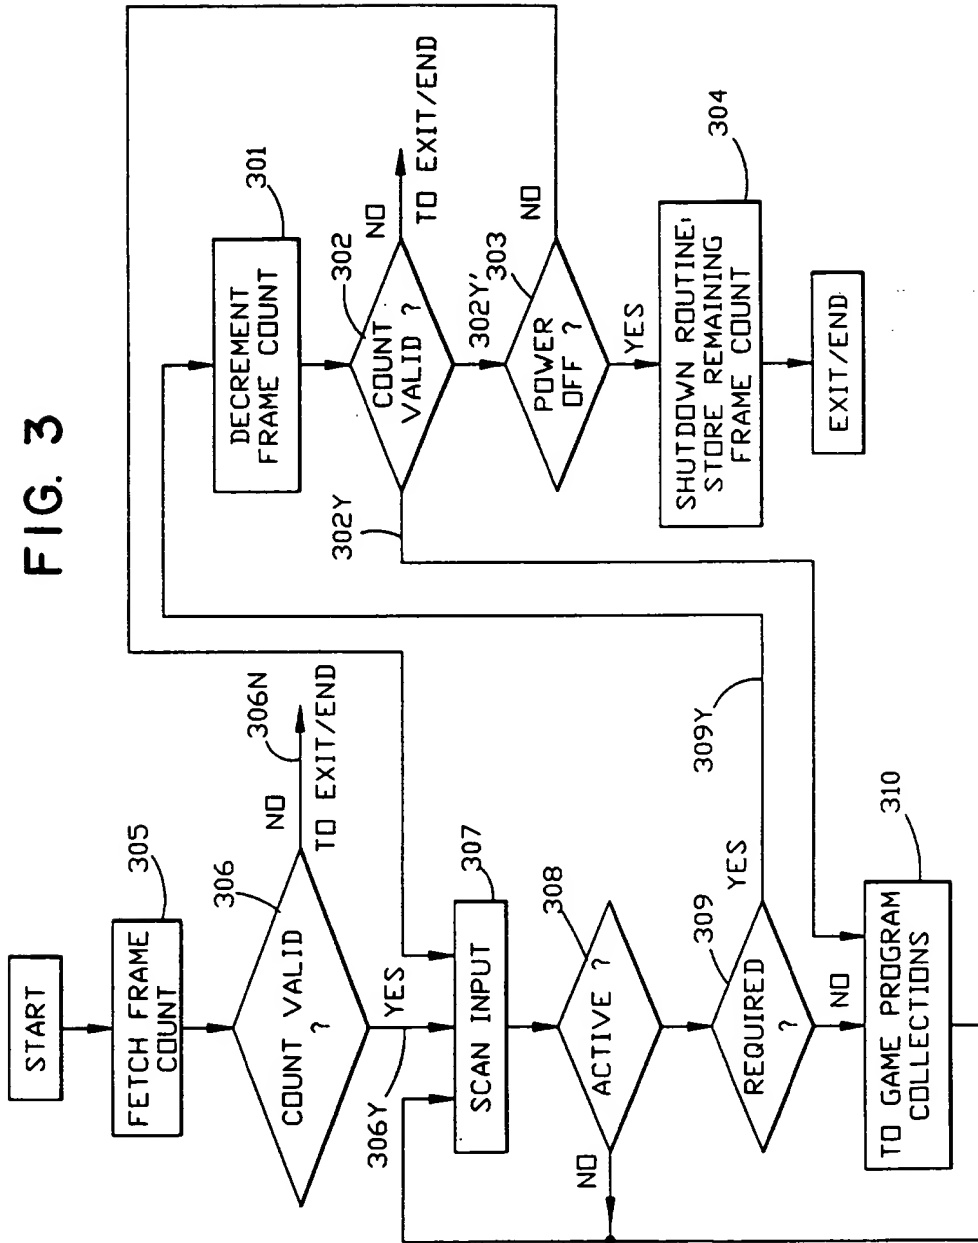 FIG. 3
START
FETCH FRAME
COUNT
305
COUNT VALID
?
306
NO
306N
TO EXIT/END
YES
306Y
SCAN INPUT
307
ACTIVE ?
308
NO
REQUIRED
?
309
YES
309Y
NO
TO GAME PROGRAM
COLLECTIONS
310
DECREMENT
FRAME COUNT
301
COUNT
VALID ?
302
NO
TO EXIT/END
302Y
302Y'
POWER
OFF ?
303
NO
YES
SHUTDOWN ROUTINE:
STORE REMAINING
FRAME COUNT
304
EXIT/END